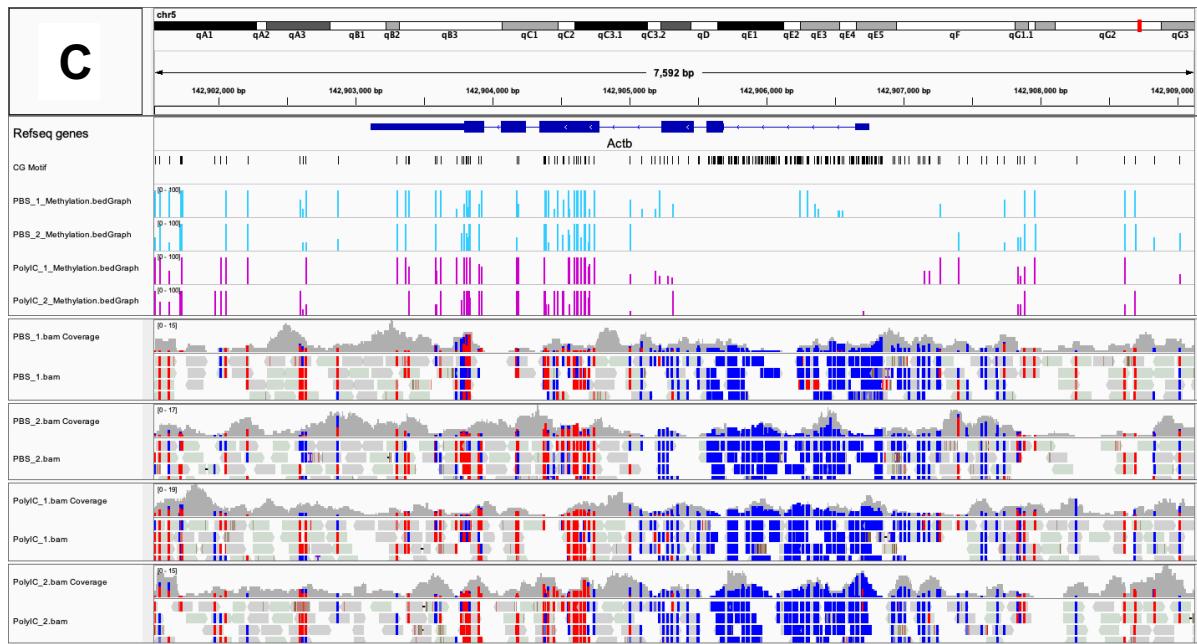 C
chr5
qA1 qA2 qA3 qB1 qB2 qB3 qC1 qC2 qC3.1 qC3.2 qD qE1 qE2 qE3 qE4 qE5 qF qG1.1 qG2 qG3
7,592 bp
142,902,000 bp 142,903,000 bp 142,904,000 bp 142,905,000 bp 142,906,000 bp 142,907,000 bp 142,908,000 bp 142,909,000
Refseq genes
Actb
CG Motif
[0 - 100]
PBS_1_Methylation.bedGraph
[0 - 100]
PBS_2_Methylation.bedGraph
[0 - 100]
PolyIC_1_Methylation.bedGraph
[0 - 100]
PolyIC_2_Methylation.bedGraph
[0 - 15]
PBS_1.bam Coverage
PBS_1.bam
[0 - 17]
PBS_2.bam Coverage
PBS_2.bam
[0 - 19]
PolyIC_1.bam Coverage
PolyIC_1.bam
[0 - 15]
PolyIC_2.bam Coverage
PolyIC_2.bam